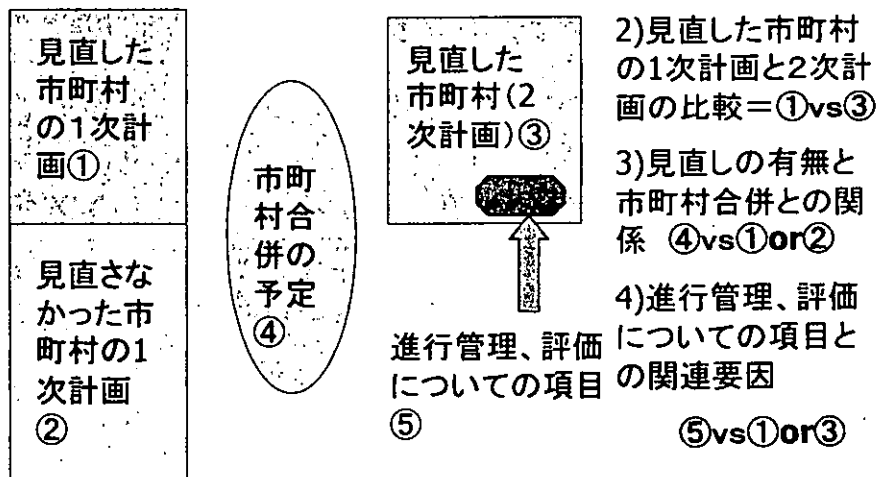 見直した
市町村
の1次計
画①
見直さな
かった市
町村の1
次計画
②
市町
村合
併の
予定
④
見直した
市町村(2
次計画)③
進行管理、評価
についての項目
⑤
2)見直した市町村
の1次計画と2次計
画の比較=①vs③
3)見直しの有無と
市町村合併との関
係 ④vs①or②
4)進行管理、評価
についての項目と
の関連要因
⑤vs①or③